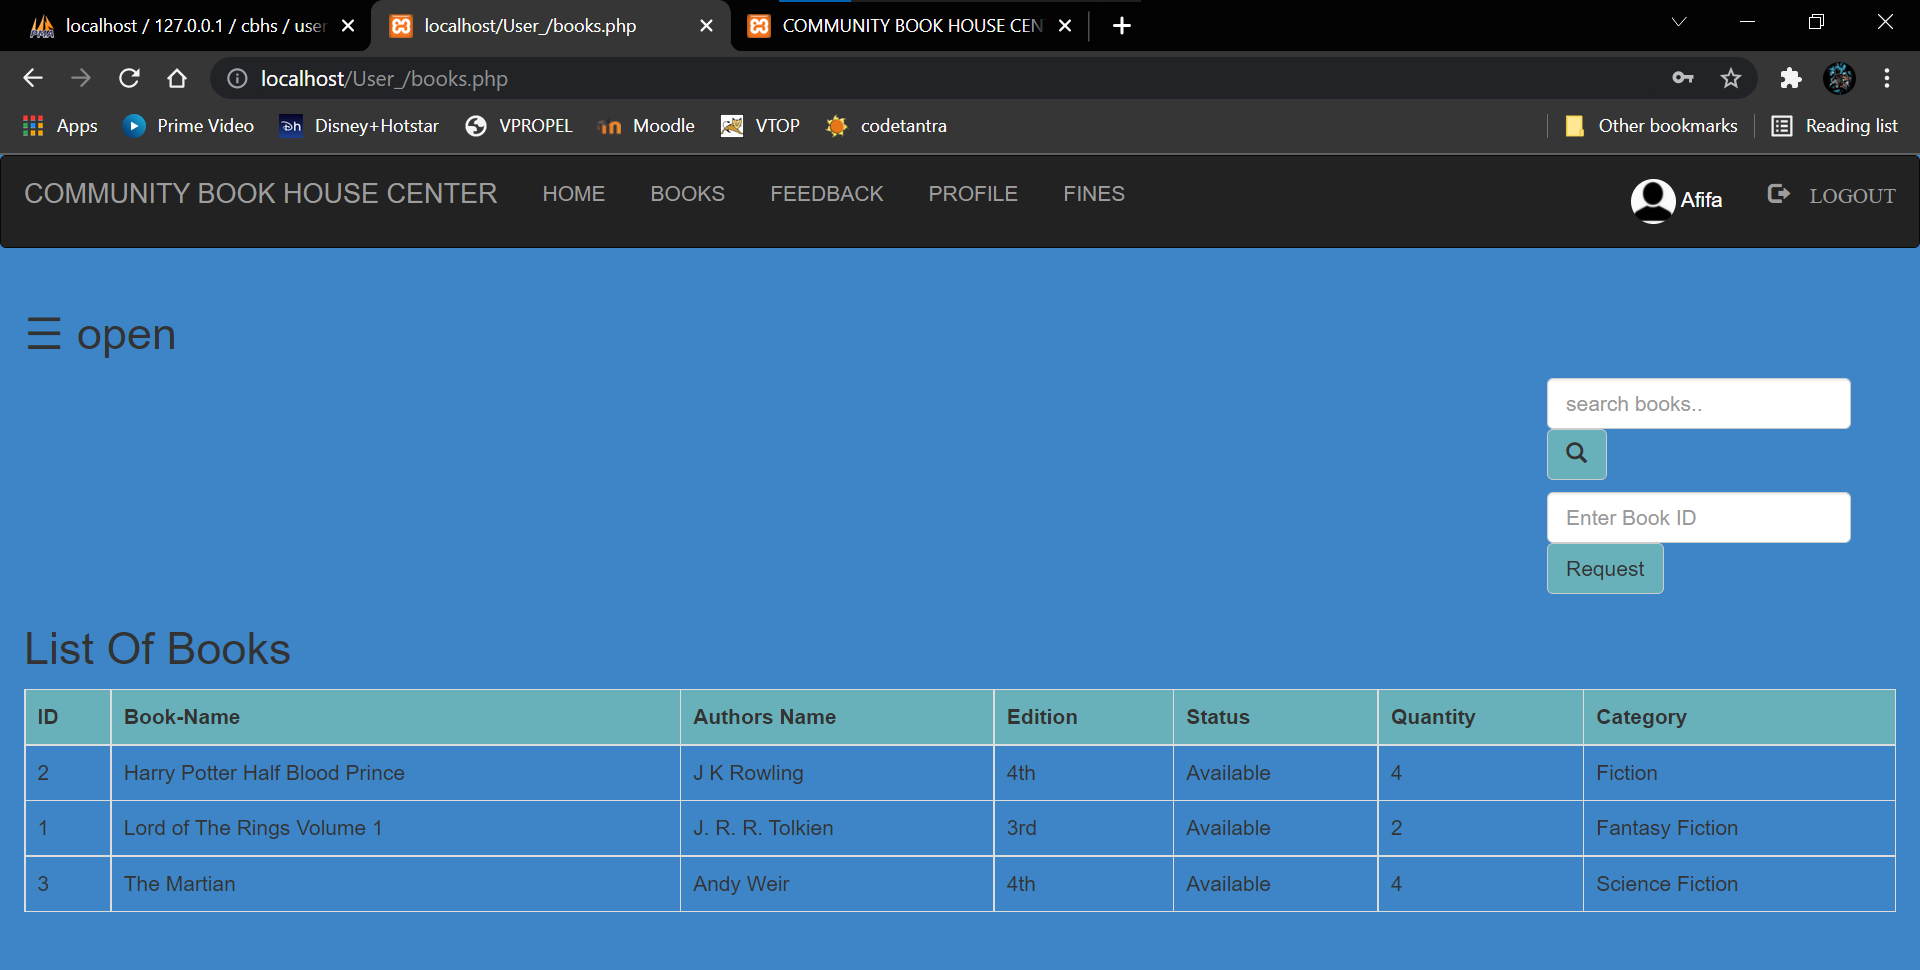 localhost / 127.0.0.1 / cbhs / user
localhost/User_/books.php
COMMUNITY BOOK HOUSE CEN
localhost/User_/books.php
Apps Prime Video Disney+Hotstar VPROPEL Moodle VTOP codetantra Other bookmarks Reading list
COMMUNITY BOOK HOUSE CENTER HOME BOOKS FEEDBACK PROFILE FINES Afifa LOGOUT
☰ open
search books..
Enter Book ID
Request
List Of Books
ID Book-Name Authors Name Edition Status Quantity Category
2 Harry Potter Half Blood Prince J K Rowling 4th Available 4 Fiction
1 Lord of The Rings Volume 1 J. R. R. Tolkien 3rd Available 2 Fantasy Fiction
3 The Martian Andy Weir 4th Available 4 Science Fiction